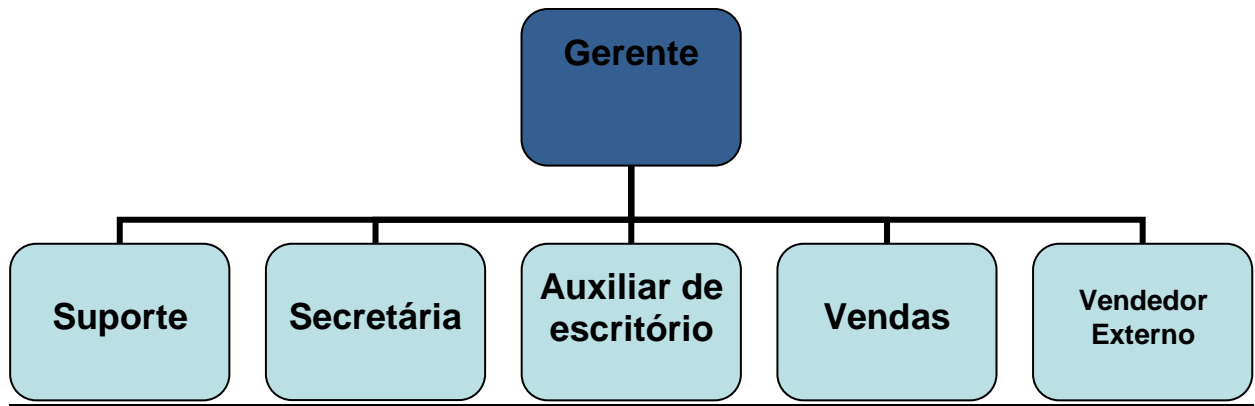 Gerente
Suporte
Secretária
Auxiliar de
escritório
Vendas
Vendedor
Externo